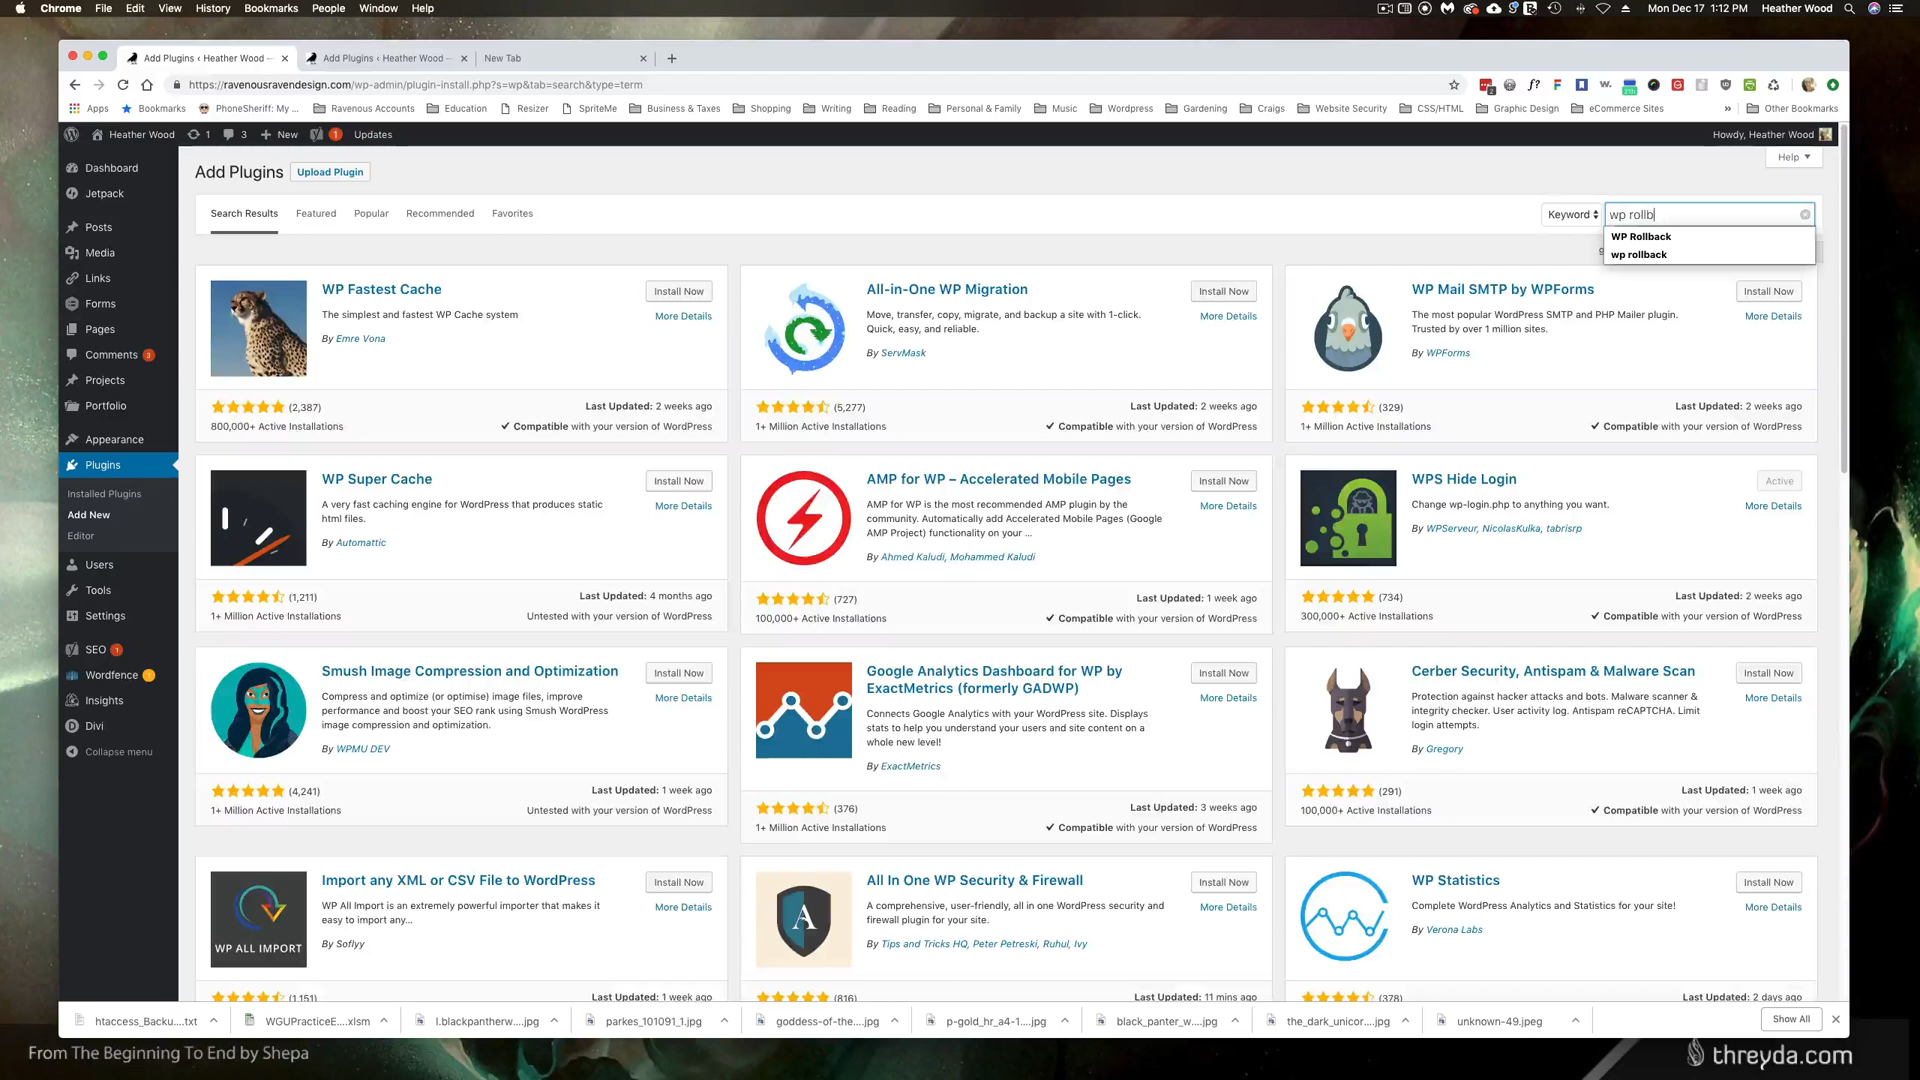 Chrome File Edit View History Bookmarks People Window Help
Mon Dec 17 1:12 PM Heather Wood
Add Plugins ‹ Heather Wood — Add Plugins ‹ Heather Wood — New Tab
https://ravenousravendesign.com/wp-admin/plugin-install.php?s=wp&tab=search&type=term
Apps Bookmarks PhoneSheriff: My ... Ravenous Accounts Education Resizer SpriteMe Business & Taxes Shopping Writing Reading Personal & Family Music Wordpress Gardening Craigs Website Security CSS/HTML Graphic Design eCommerce Sites » Other Bookmarks
Heather Wood 1 3 New 1 Updates Howdy, Heather Wood
Help
Dashboard
Jetpack
Posts
Media
Links
Forms
Pages
Comments 3
Projects
Portfolio
Appearance
Plugins
Installed Plugins
Add New
Editor
Users
Tools
Settings
SEO 1
Wordfence
Insights
Divi
Collapse menu
Add Plugins Upload Plugin
Search Results Featured Popular Recommended Favorites
Keyword wp rollb
WP Rollback
wp rollback
WP Fastest Cache
Install Now
The simplest and fastest WP Cache system
More Details
By Emre Vona
(2,387)
Last Updated: 2 weeks ago
800,000+ Active Installations
Compatible with your version of WordPress
All-in-One WP Migration
Install Now
Move, transfer, copy, migrate, and backup a site with 1-click.
Quick, easy, and reliable.
More Details
By ServMask
(5,277)
Last Updated: 2 weeks ago
1+ Million Active Installations
Compatible with your version of WordPress
WP Mail SMTP by WPForms
Install Now
The most popular WordPress SMTP and PHP Mailer plugin.
Trusted by over 1 million sites.
More Details
By WPForms
(329)
Last Updated: 2 weeks ago
1+ Million Active Installations
Compatible with your version of WordPress
WP Super Cache
Install Now
A very fast caching engine for WordPress that produces static
html files.
More Details
By Automattic
(1,211)
Last Updated: 4 months ago
1+ Million Active Installations
Untested with your version of WordPress
AMP for WP – Accelerated Mobile Pages
Install Now
AMP for WP is the most recommended AMP plugin by the
community. Automatically add Accelerated Mobile Pages (Google
AMP Project) functionality on your ...
More Details
By Ahmed Kaludi, Mohammed Kaludi
(727)
Last Updated: 1 week ago
100,000+ Active Installations
Compatible with your version of WordPress
WPS Hide Login
Active
Change wp-login.php to anything you want.
More Details
By WPServeur, NicolasKulka, tabrisrp
(734)
Last Updated: 2 weeks ago
300,000+ Active Installations
Compatible with your version of WordPress
Smush Image Compression and Optimization
Install Now
Compress and optimize (or optimise) image files, improve
performance and boost your SEO rank using Smush WordPress
image compression and optimization.
More Details
By WPMU DEV
(4,241)
Last Updated: 1 week ago
1+ Million Active Installations
Untested with your version of WordPress
Google Analytics Dashboard for WP by
ExactMetrics (formerly GADWP)
Install Now
More Details
Connects Google Analytics with your WordPress site. Displays
stats to help you understand your users and site content on a
whole new level!
By ExactMetrics
(376)
Last Updated: 3 weeks ago
1+ Million Active Installations
Compatible with your version of WordPress
Cerber Security, Antispam & Malware Scan
Install Now
Protection against hacker attacks and bots. Malware scanner &
integrity checker. User activity log. Antispam reCAPTCHA. Limit
login attempts.
More Details
By Gregory
(291)
Last Updated: 1 week ago
100,000+ Active Installations
Compatible with your version of WordPress
WP ALL IMPORT
Import any XML or CSV File to WordPress
Install Now
WP All Import is an extremely powerful importer that makes it
easy to import any...
More Details
By Soflyy
(1,151)
Last Updated: 1 week ago
A
All In One WP Security & Firewall
Install Now
A comprehensive, user-friendly, all in one WordPress security and
firewall plugin for your site.
More Details
By Tips and Tricks HQ, Peter Petreski, Ruhul, Ivy
(816)
Last Updated: 11 mins ago
WP Statistics
Install Now
Complete WordPress Analytics and Statistics for your site!
More Details
By Verona Labs
(378)
Last Updated: 2 days ago
htaccess_Backu....txt WGUPracticeE....xlsm l.blackpantherw....jpg parkes_101091_1.jpg goddess-of-the....jpg p-gold_hr_a4-1....jpg black_panter_w....jpg the_dark_unicor....jpg unknown-49.jpeg Show All
From The Beginning To End by Shepa
threyda.com